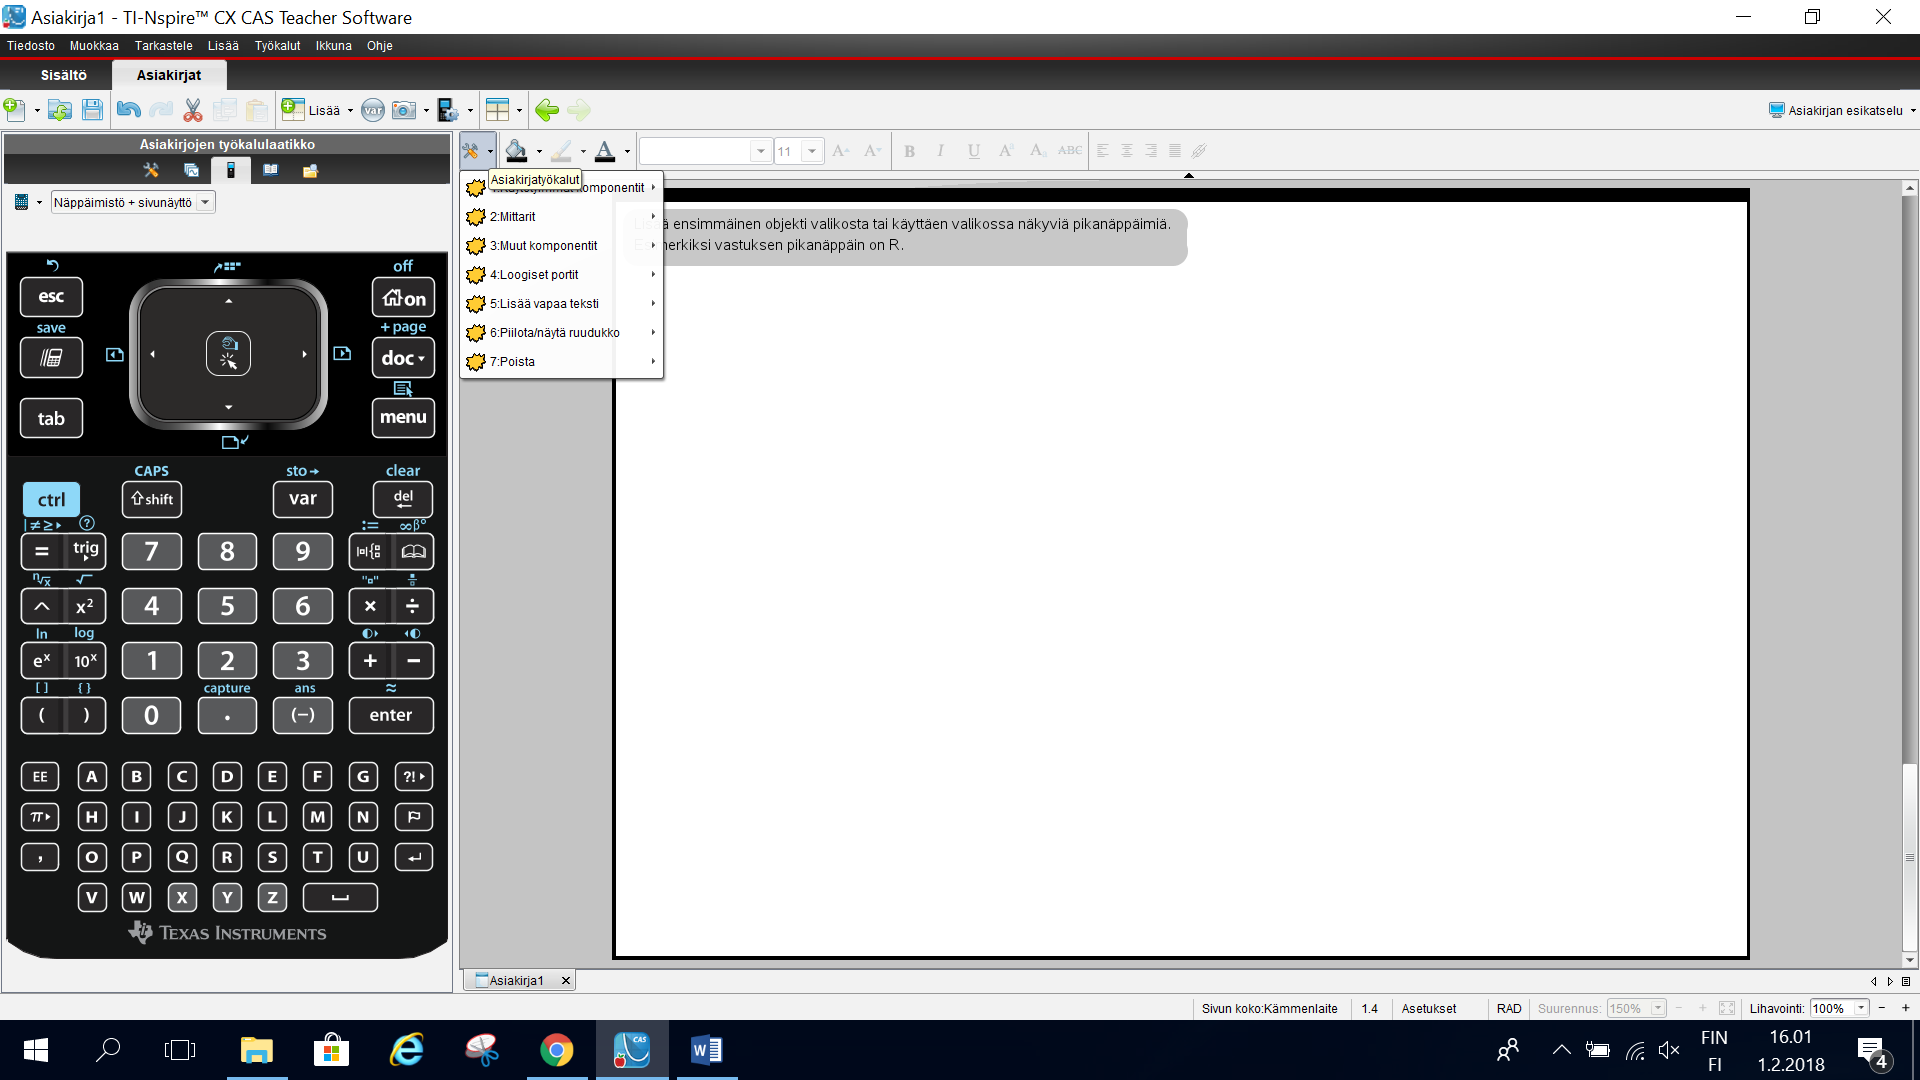 Asiakirja1 - TI-Nspire™ CX CAS Teacher Software
Tiedosto Muokkaa Tarkastele Lisää Työkalut Ikkuna Ohje
Sisältö Asiakirjat
Lisää var Asiakirjan esikatselu
Asiakirjojen työkalulaatikko
11 A A B I U A A ABC
Näppäimistö + sivunäyttö
Asiakirjatyökalut
komponentit
2:Mittarit
3:Muut komponentit
4:Loogiset portit
5:Lisää vapaa teksti
6:Piilota/näytä ruudukko
7:Poista
ensimmäinen objekti valikosta tai käyttäen valikossa näkyviä pikanäppäimiä.
vastuksen pikanäppäin on R.
off
esc on
save + page
doc
tab menu
CAPS sto clear
ctrl shift var del
|≠≥ ? := ∞β°
= trig 7 8 9
ⁿ√x √ "" 
^ x² 4 5 6 × ÷
ln log
eˣ 10ˣ 1 2 3 + −
[ ] { } capture ans ≈
( ) 0 . (−) enter
EE A B C D E F G ?!
π H I J K L M N
, O P Q R S T U
V W X Y Z
TEXAS INSTRUMENTS
Asiakirja1
Sivun koko:Kämmenlaite 1.4 Asetukset RAD Suurennus: 150% − + Lihavointi: 100% − +
CAS W FIN 16.01
FI 1.2.2018 4